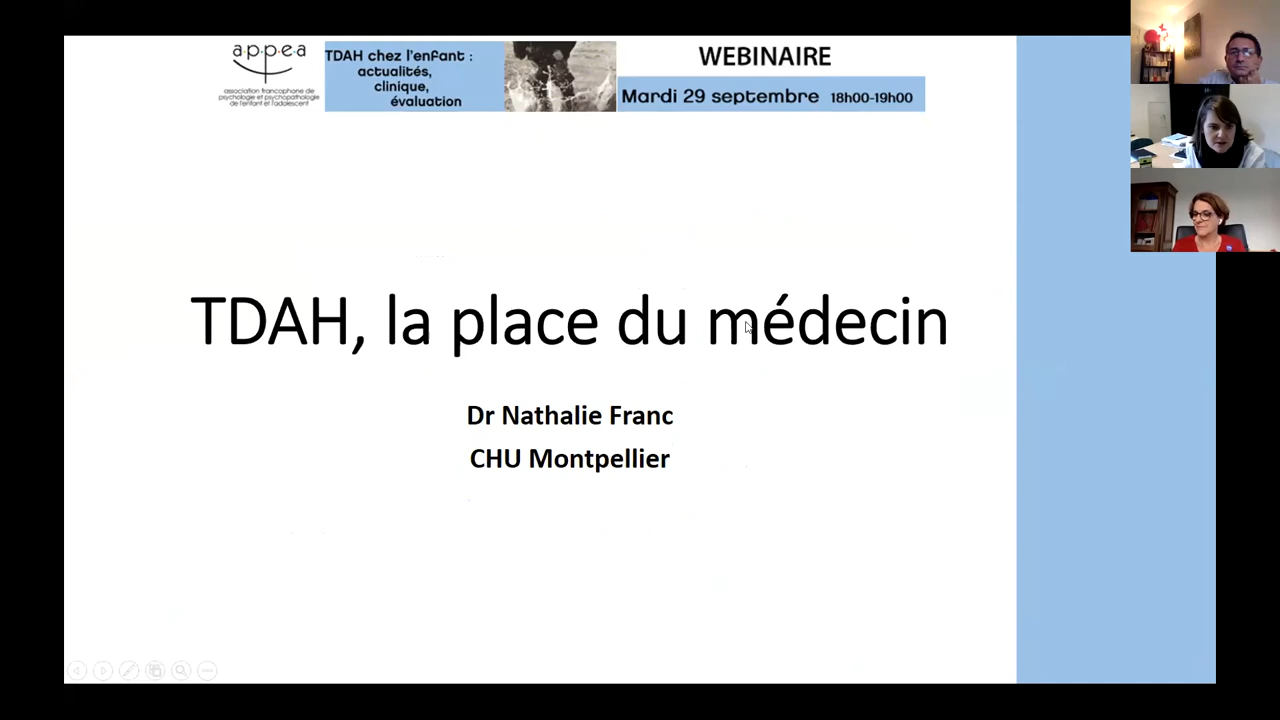 a·p·p·e·a
association francophone de
psychologie et psychopathologie
de l'enfant et l'adolescent
TDAH chez l'enfant :
actualités,
clinique,
évaluation
WEBINAIRE
Mardi 29 septembre 18h00-19h00
TDAH, la place du médecin
Dr Nathalie Franc
CHU Montpellier